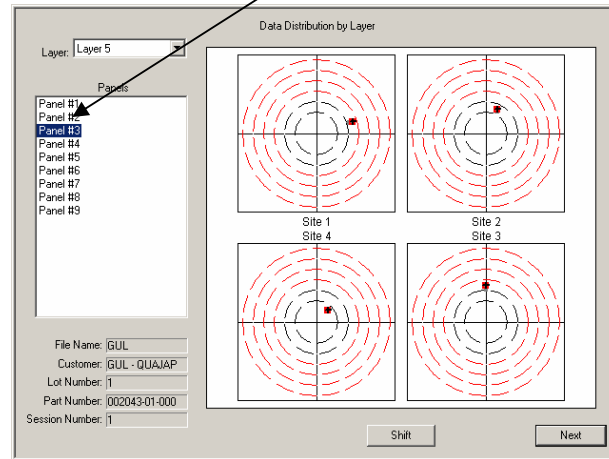 Data Distribution by Layer
Layer: Layer 5
Panels
Panel #1
Panel #2
Panel #3
Panel #4
Panel #5
Panel #6
Panel #7
Panel #8
Panel #9
Site 1
Site 2
Site 4
Site 3
File Name: GUL
Customer: GUL - QUAJAP
Lot Number: 1
Part Number: 002043-01-000
Session Number: 1
Shift
Next